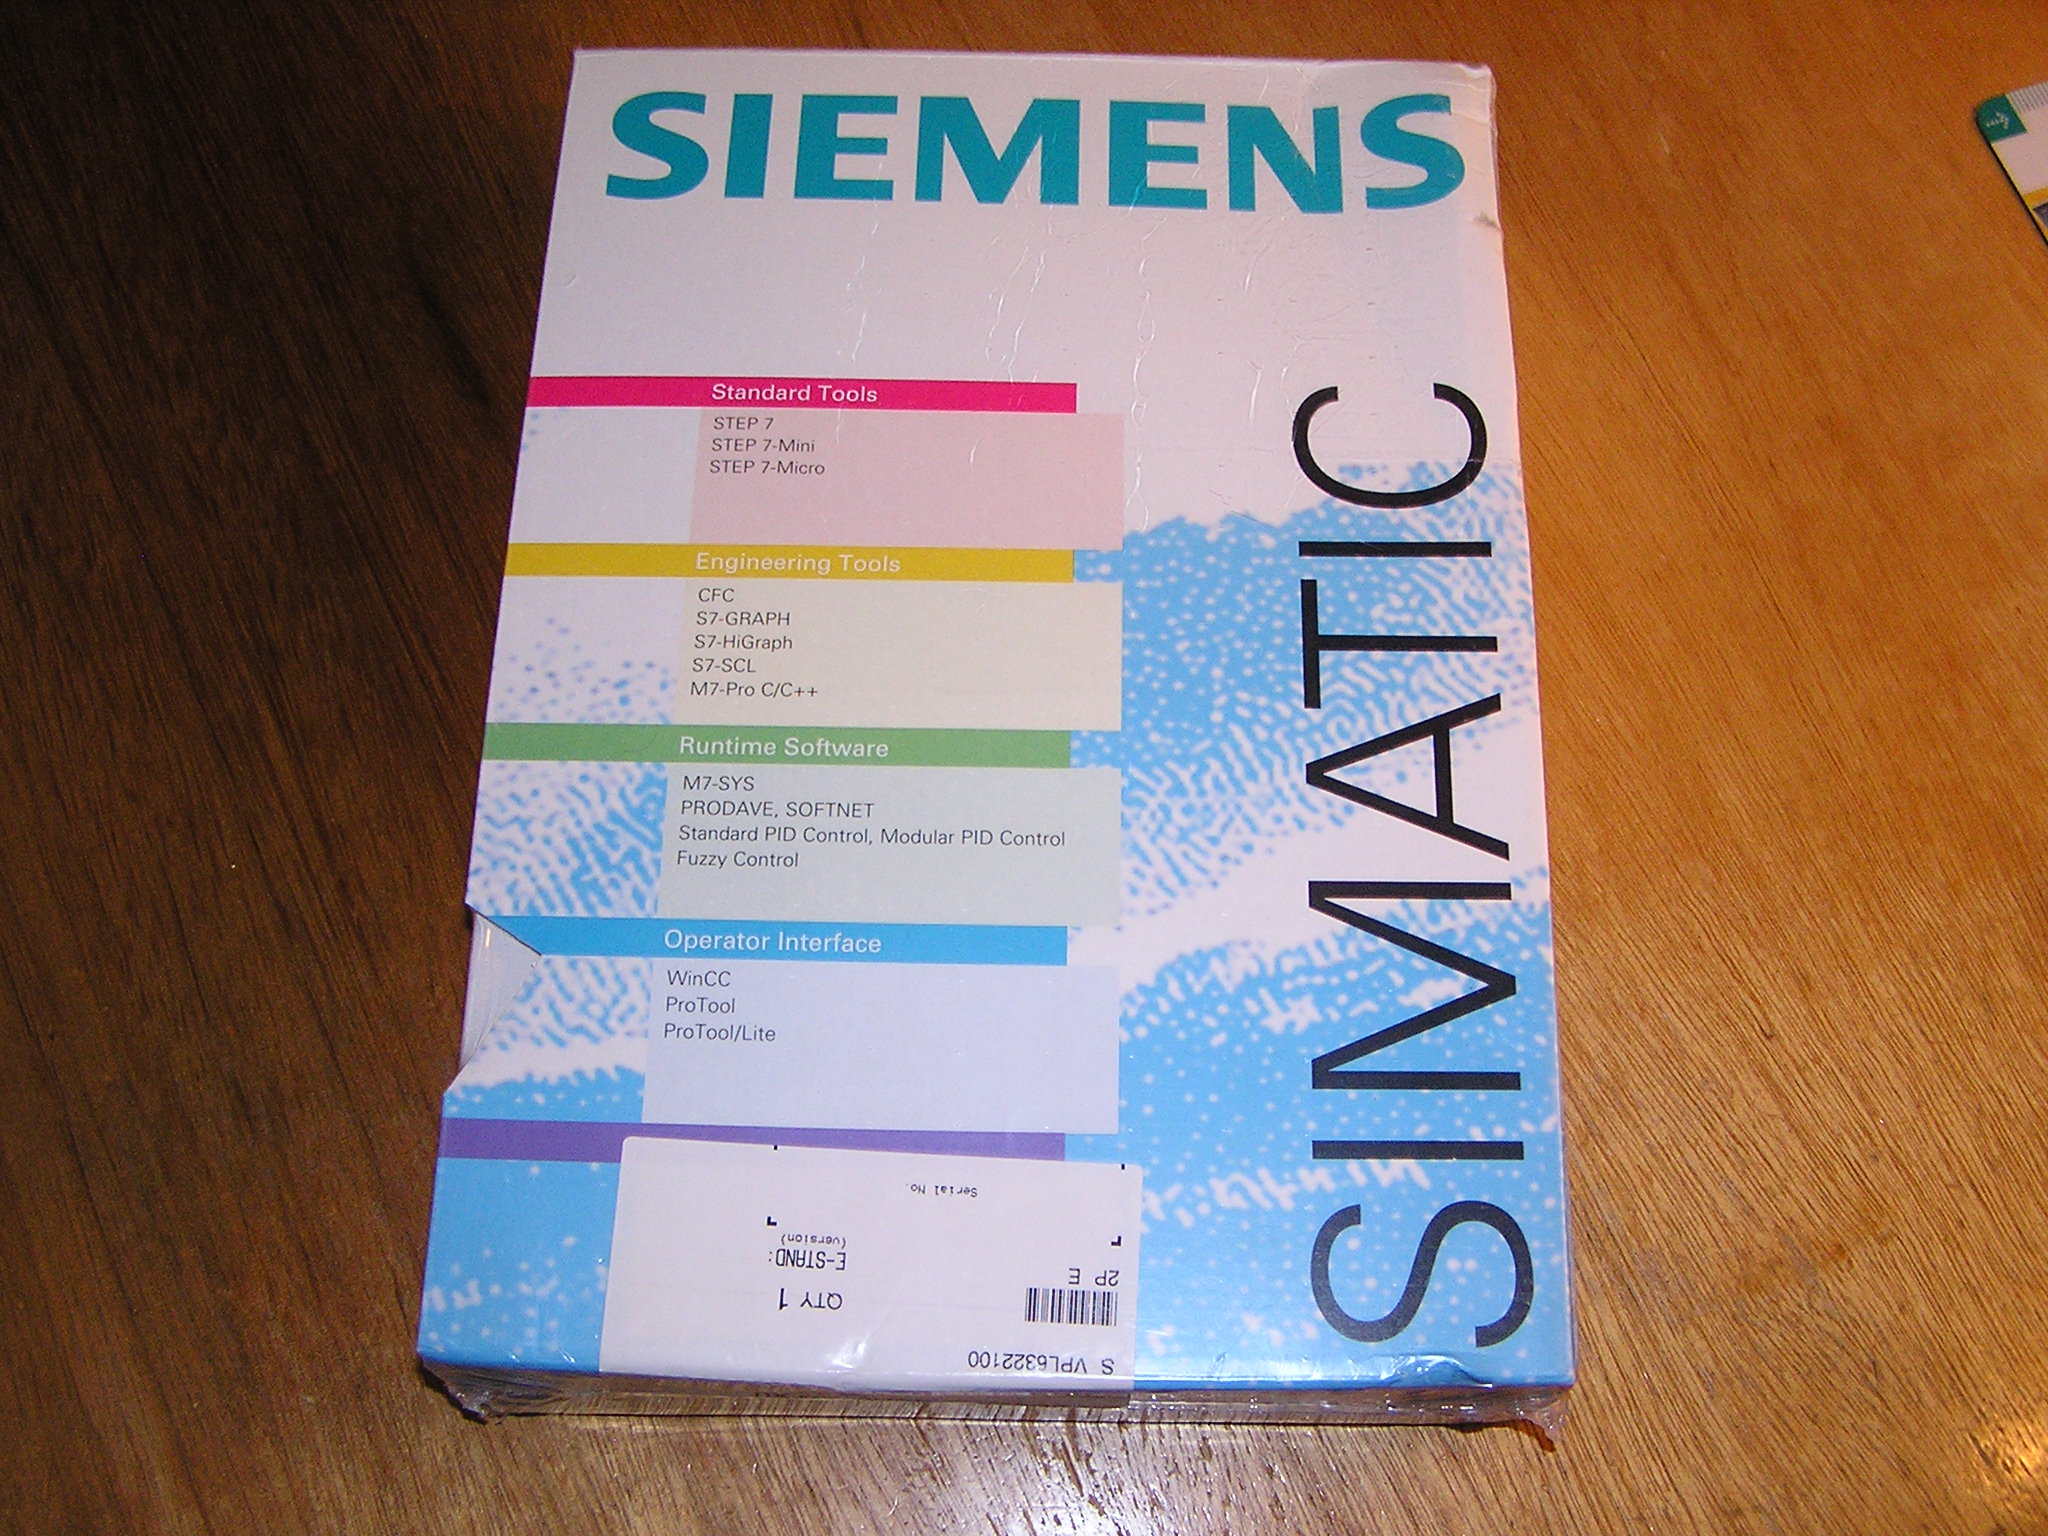 SIEMENS
Standard Tools
STEP 7
STEP 7-Mini
STEP 7-Micro
Engineering Tools
CFC
S7-GRAPH
S7-HiGraph
S7-SCL
M7-Pro C/C++
Runtime Software
M7-SYS
PRODAVE, SOFTNET
Standard PID Control, Modular PID Control
Fuzzy Control
Operator Interface
WinCC
ProTool
ProTool/Lite
SIMATIC
S VPL6322100
QTY 1
2P E
E-STAND:
(version)
Serial No.